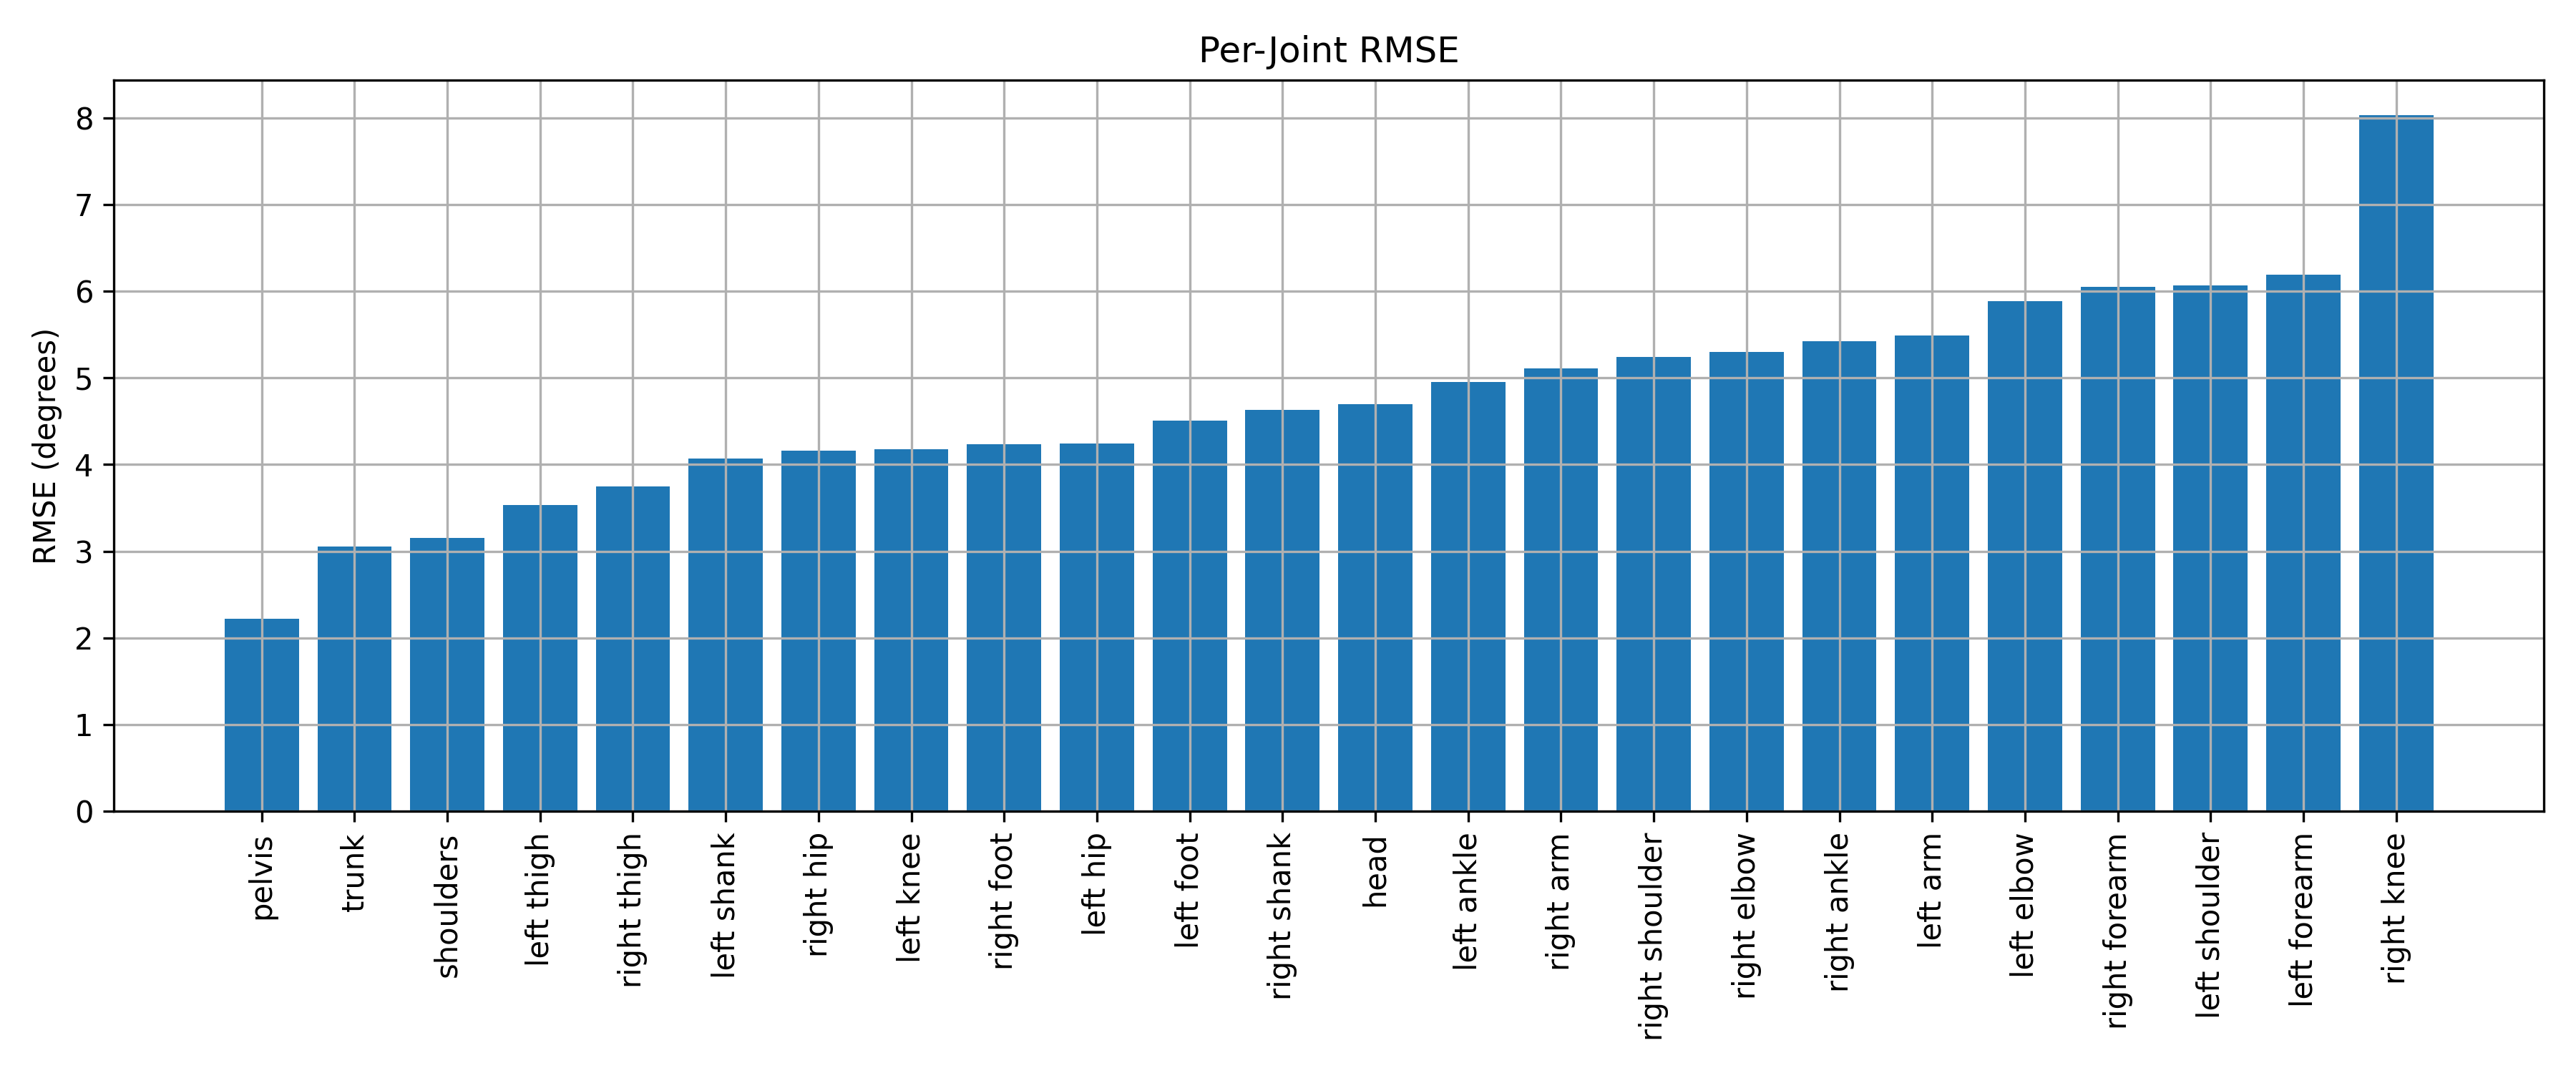 Per-Joint RMSE
RMSE (degrees)
8
7
6
5
4
3
2
1
0
pelvis
trunk
shoulders
left thigh
right thigh
left shank
right hip
left knee
right foot
left hip
left foot
right shank
head
left ankle
right arm
right shoulder
right elbow
right ankle
left arm
left elbow
right forearm
left shoulder
left forearm
right knee